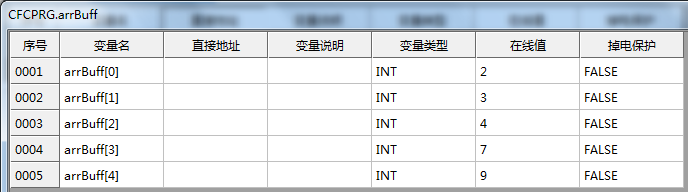 CFCPRG.arrBuff
序号 变量名 直接地址 变量说明 变量类型 在线值 掉电保护
0001 arrBuff[0] INT 2 FALSE
0002 arrBuff[1] INT 3 FALSE
0003 arrBuff[2] INT 4 FALSE
0004 arrBuff[3] INT 7 FALSE
0005 arrBuff[4] INT 9 FALSE